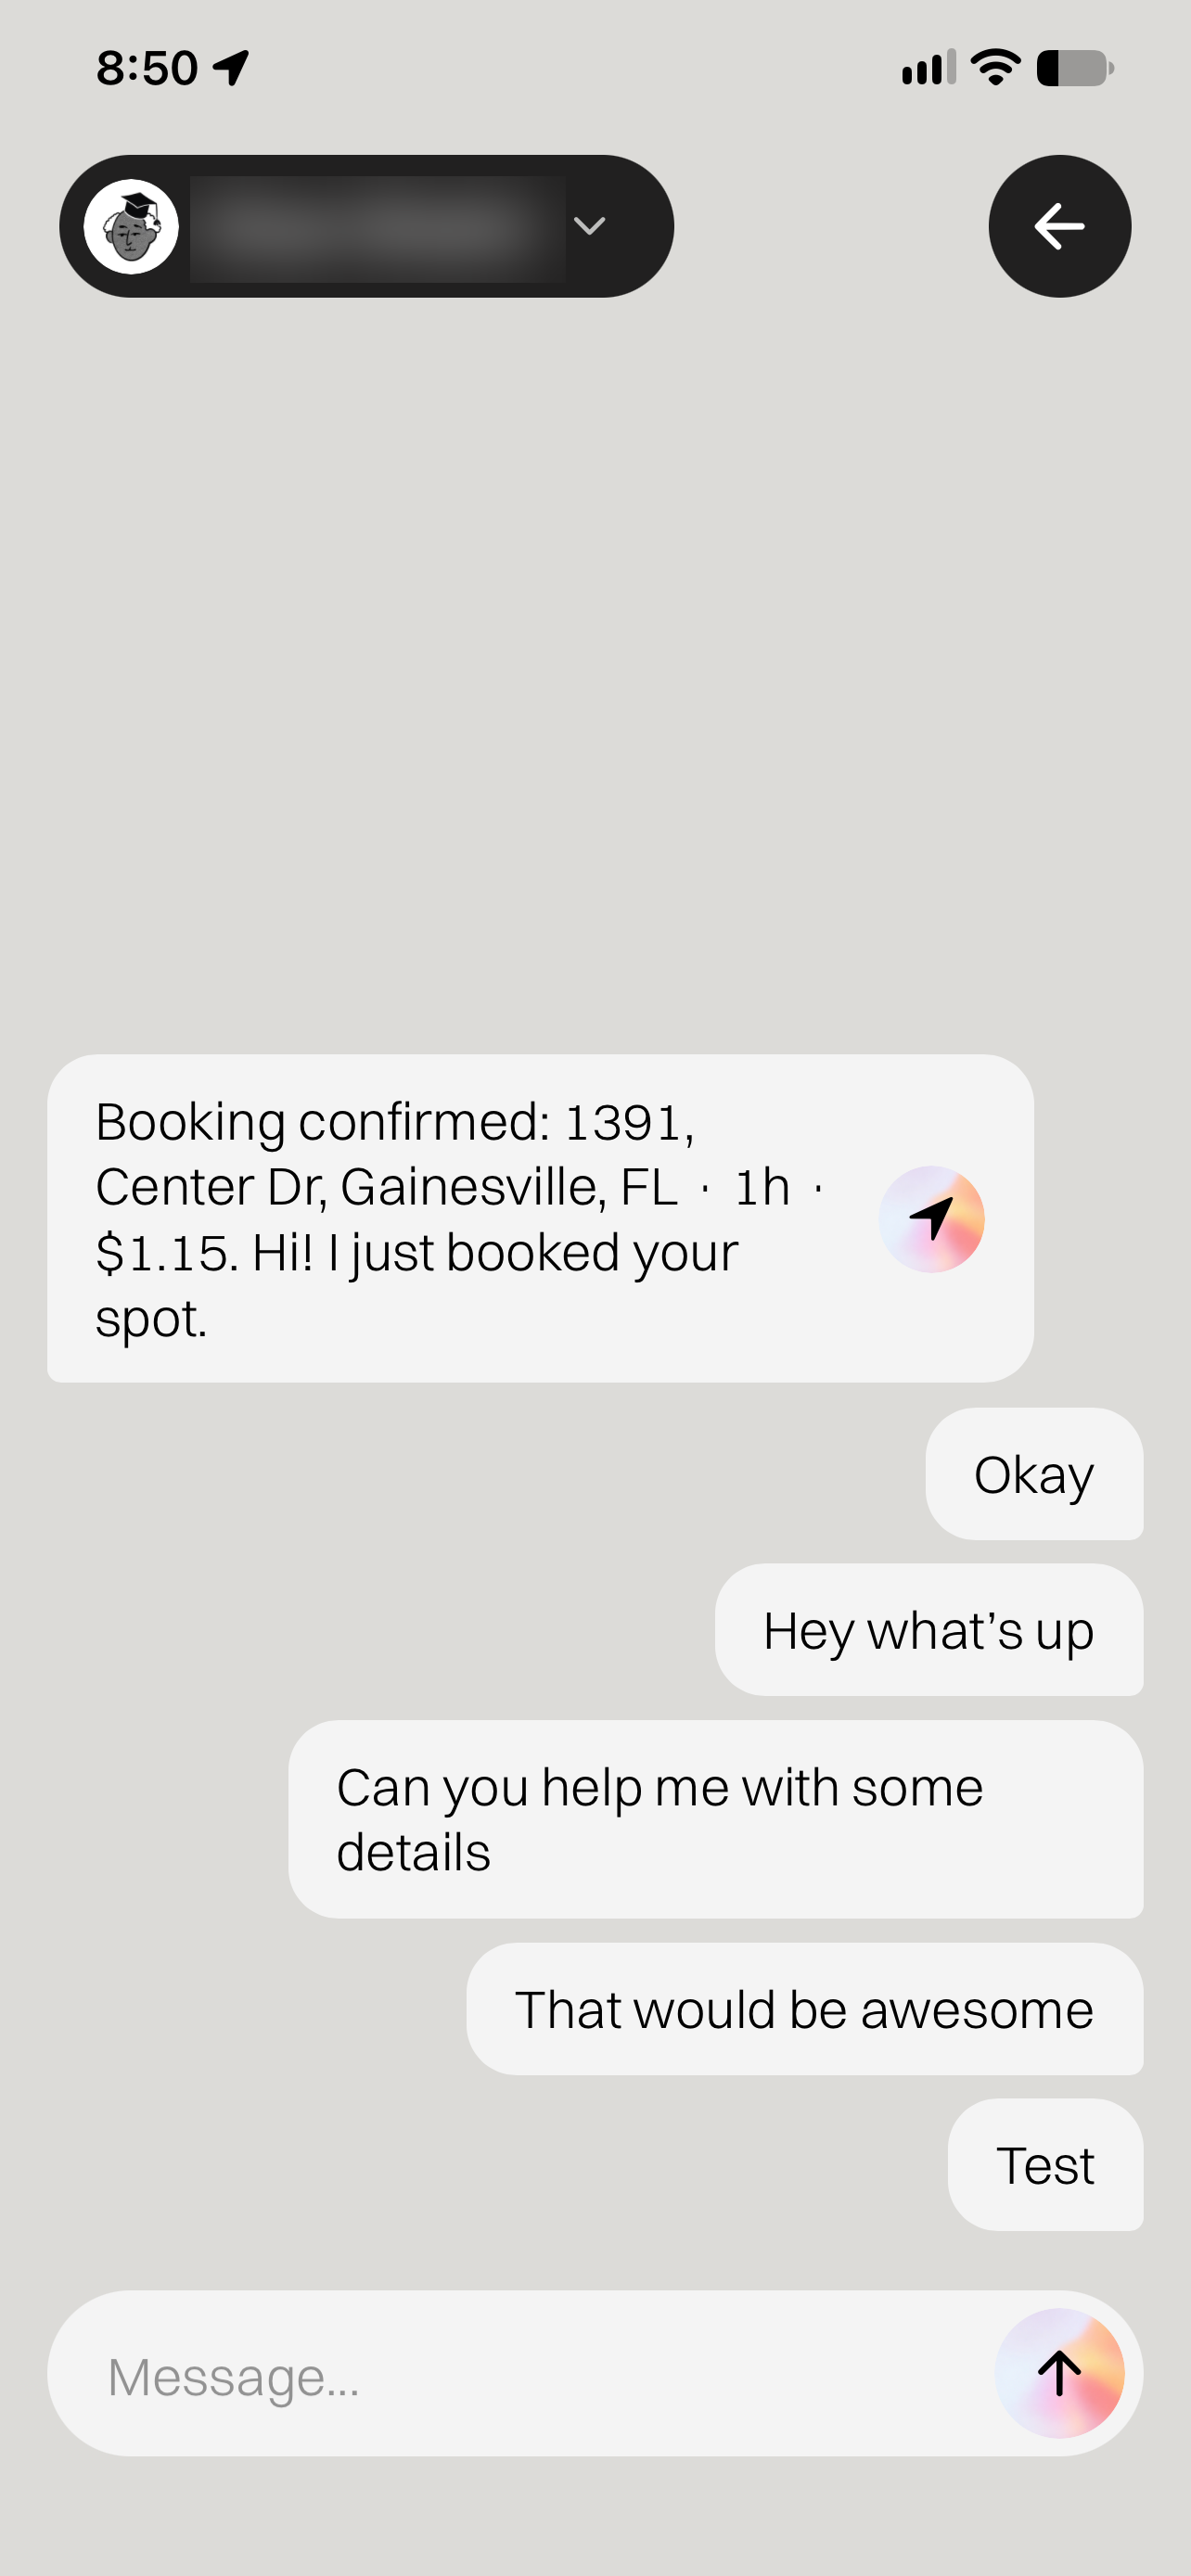 8:50
Booking confirmed: 1391,
Center Dr, Gainesville, FL · 1h ·
$1.15. Hi! I just booked your
spot.
Okay
Hey what’s up
Can you help me with some
details
That would be awesome
Test
Message...